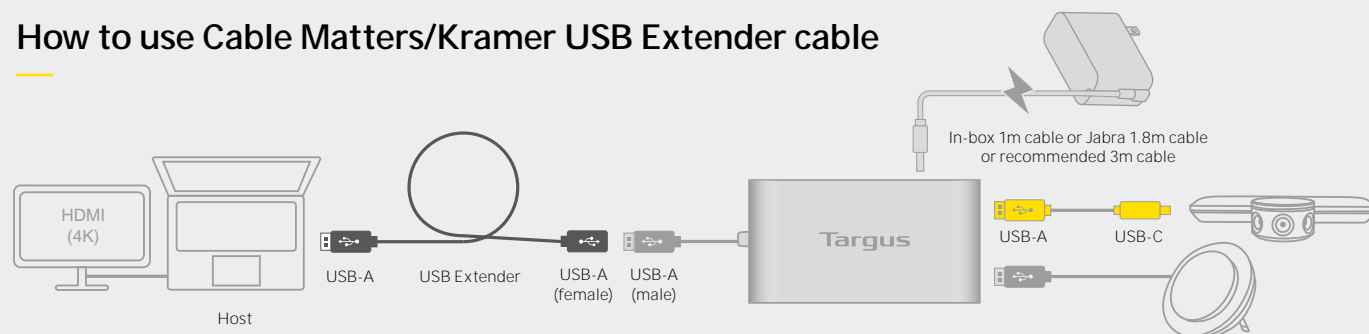 How to use Cable Matters/Kramer USB Extender cable
In-box 1m cable or Jabra 1.8m cable
or recommended 3m cable
HDMI
(4K)
Targus
USB-A
USB-C
USB-A
USB Extender
USB-A
(female)
USB-A
(male)
Host